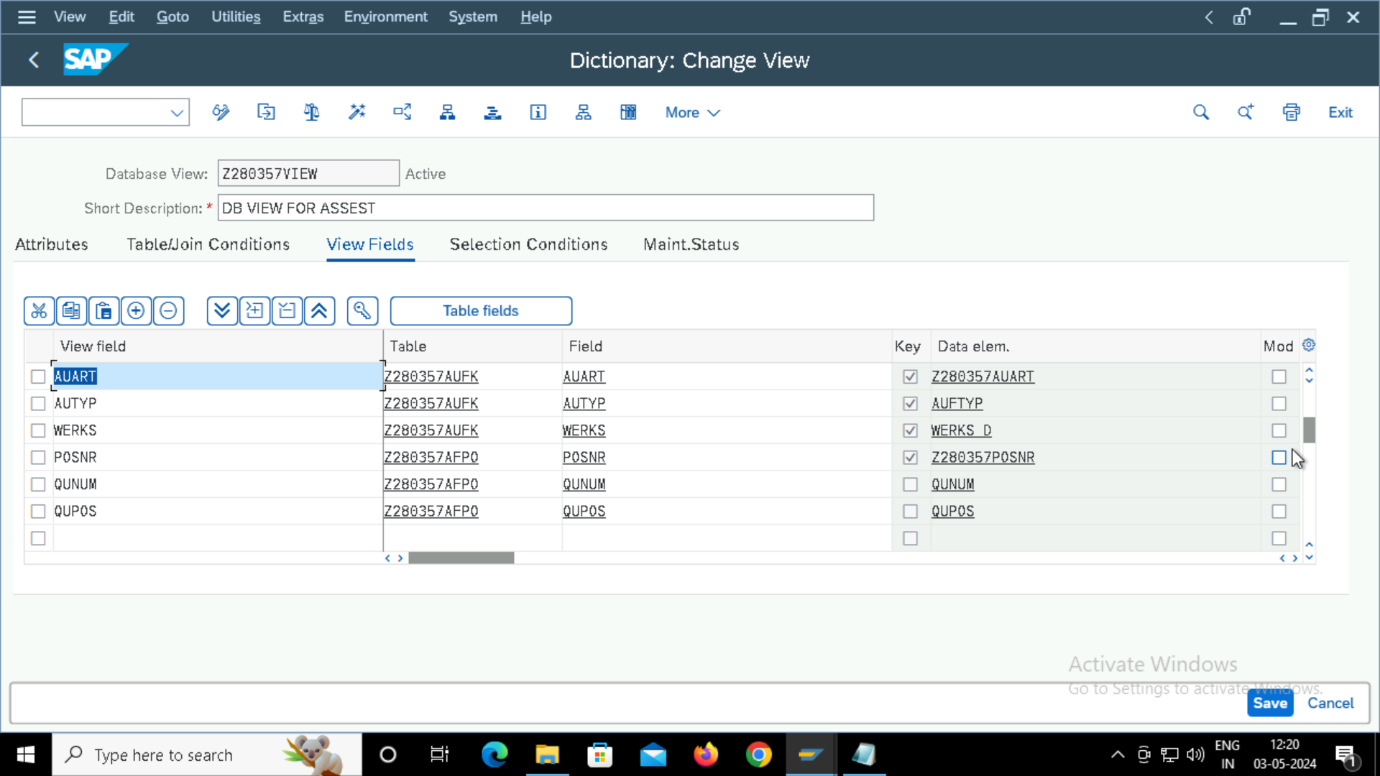 View Edit Goto Utilities Extras Environment System Help
SAP Dictionary: Change View
More Exit
Database View: Z280357VIEW Active
Short Description: * DB VIEW FOR ASSEST
Attributes Table/Join Conditions View Fields Selection Conditions Maint.Status
Table fields
View field Table Field Key Data elem. Mod
AUART Z280357AUFK AUART Z280357AUART
AUTYP Z280357AUFK AUTYP AUFTYP
WERKS Z280357AUFK WERKS WERKS_D
POSNR Z280357AFPO POSNR Z280357POSNR
QUNUM Z280357AFPO QUNUM QUNUM
QUPOS Z280357AFPO QUPOS QUPOS
Activate Windows
Go to Settings to activate Windows.
Save Cancel
Type here to search
ENG 12:20
IN 03-05-2024 1